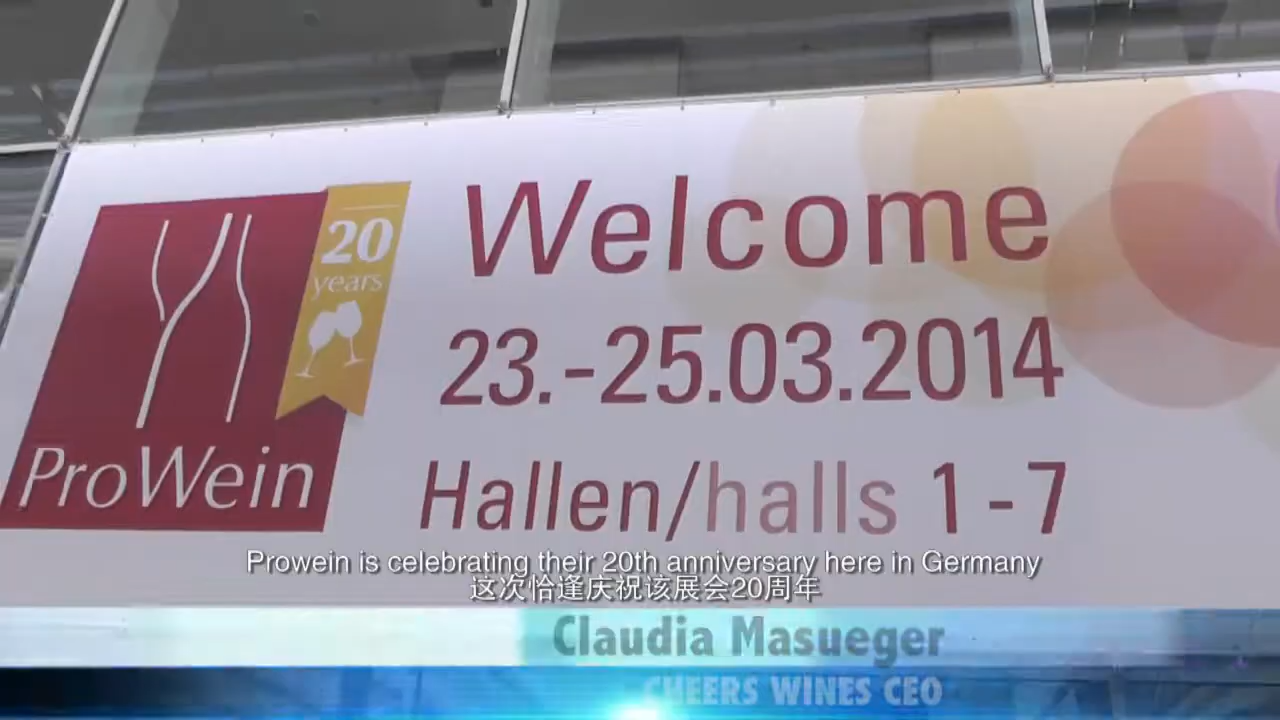 20
years
ProWein
Welcome
23.-25.03.2014
Hallen/halls 1-7
Prowein is celebrating their 20th anniversary here in Germany
这次恰逢庆祝该展会20周年
Claudia Masueger
CHEERS WINES CEO